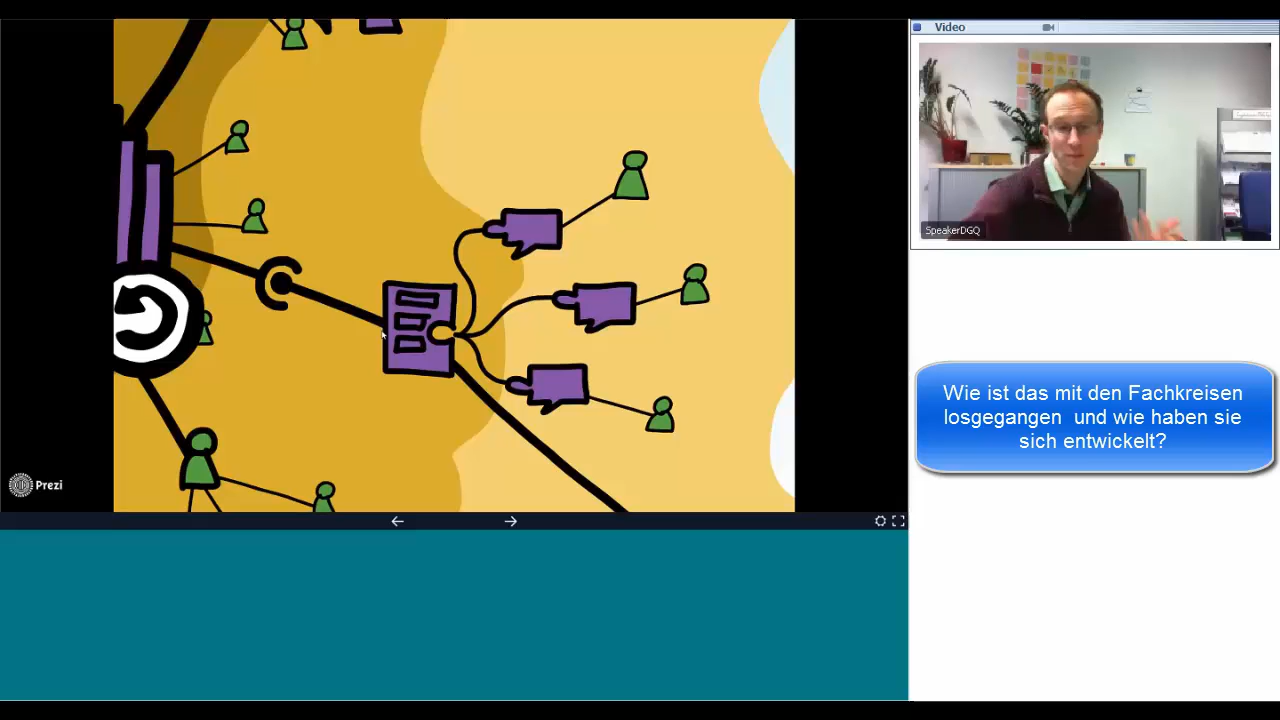 Video
SpeakerDGQ
Wie ist das mit den Fachkreisen
losgegangen und wie haben sie
sich entwickelt?
Prezi